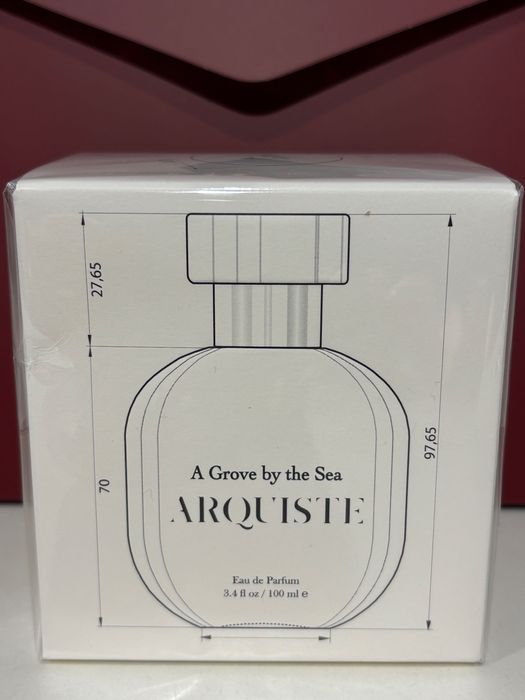 27,65
97,65
70
A Grove by the Sea
ARQUISTE
Eau de Parfum
3.4 fl oz / 100 ml e